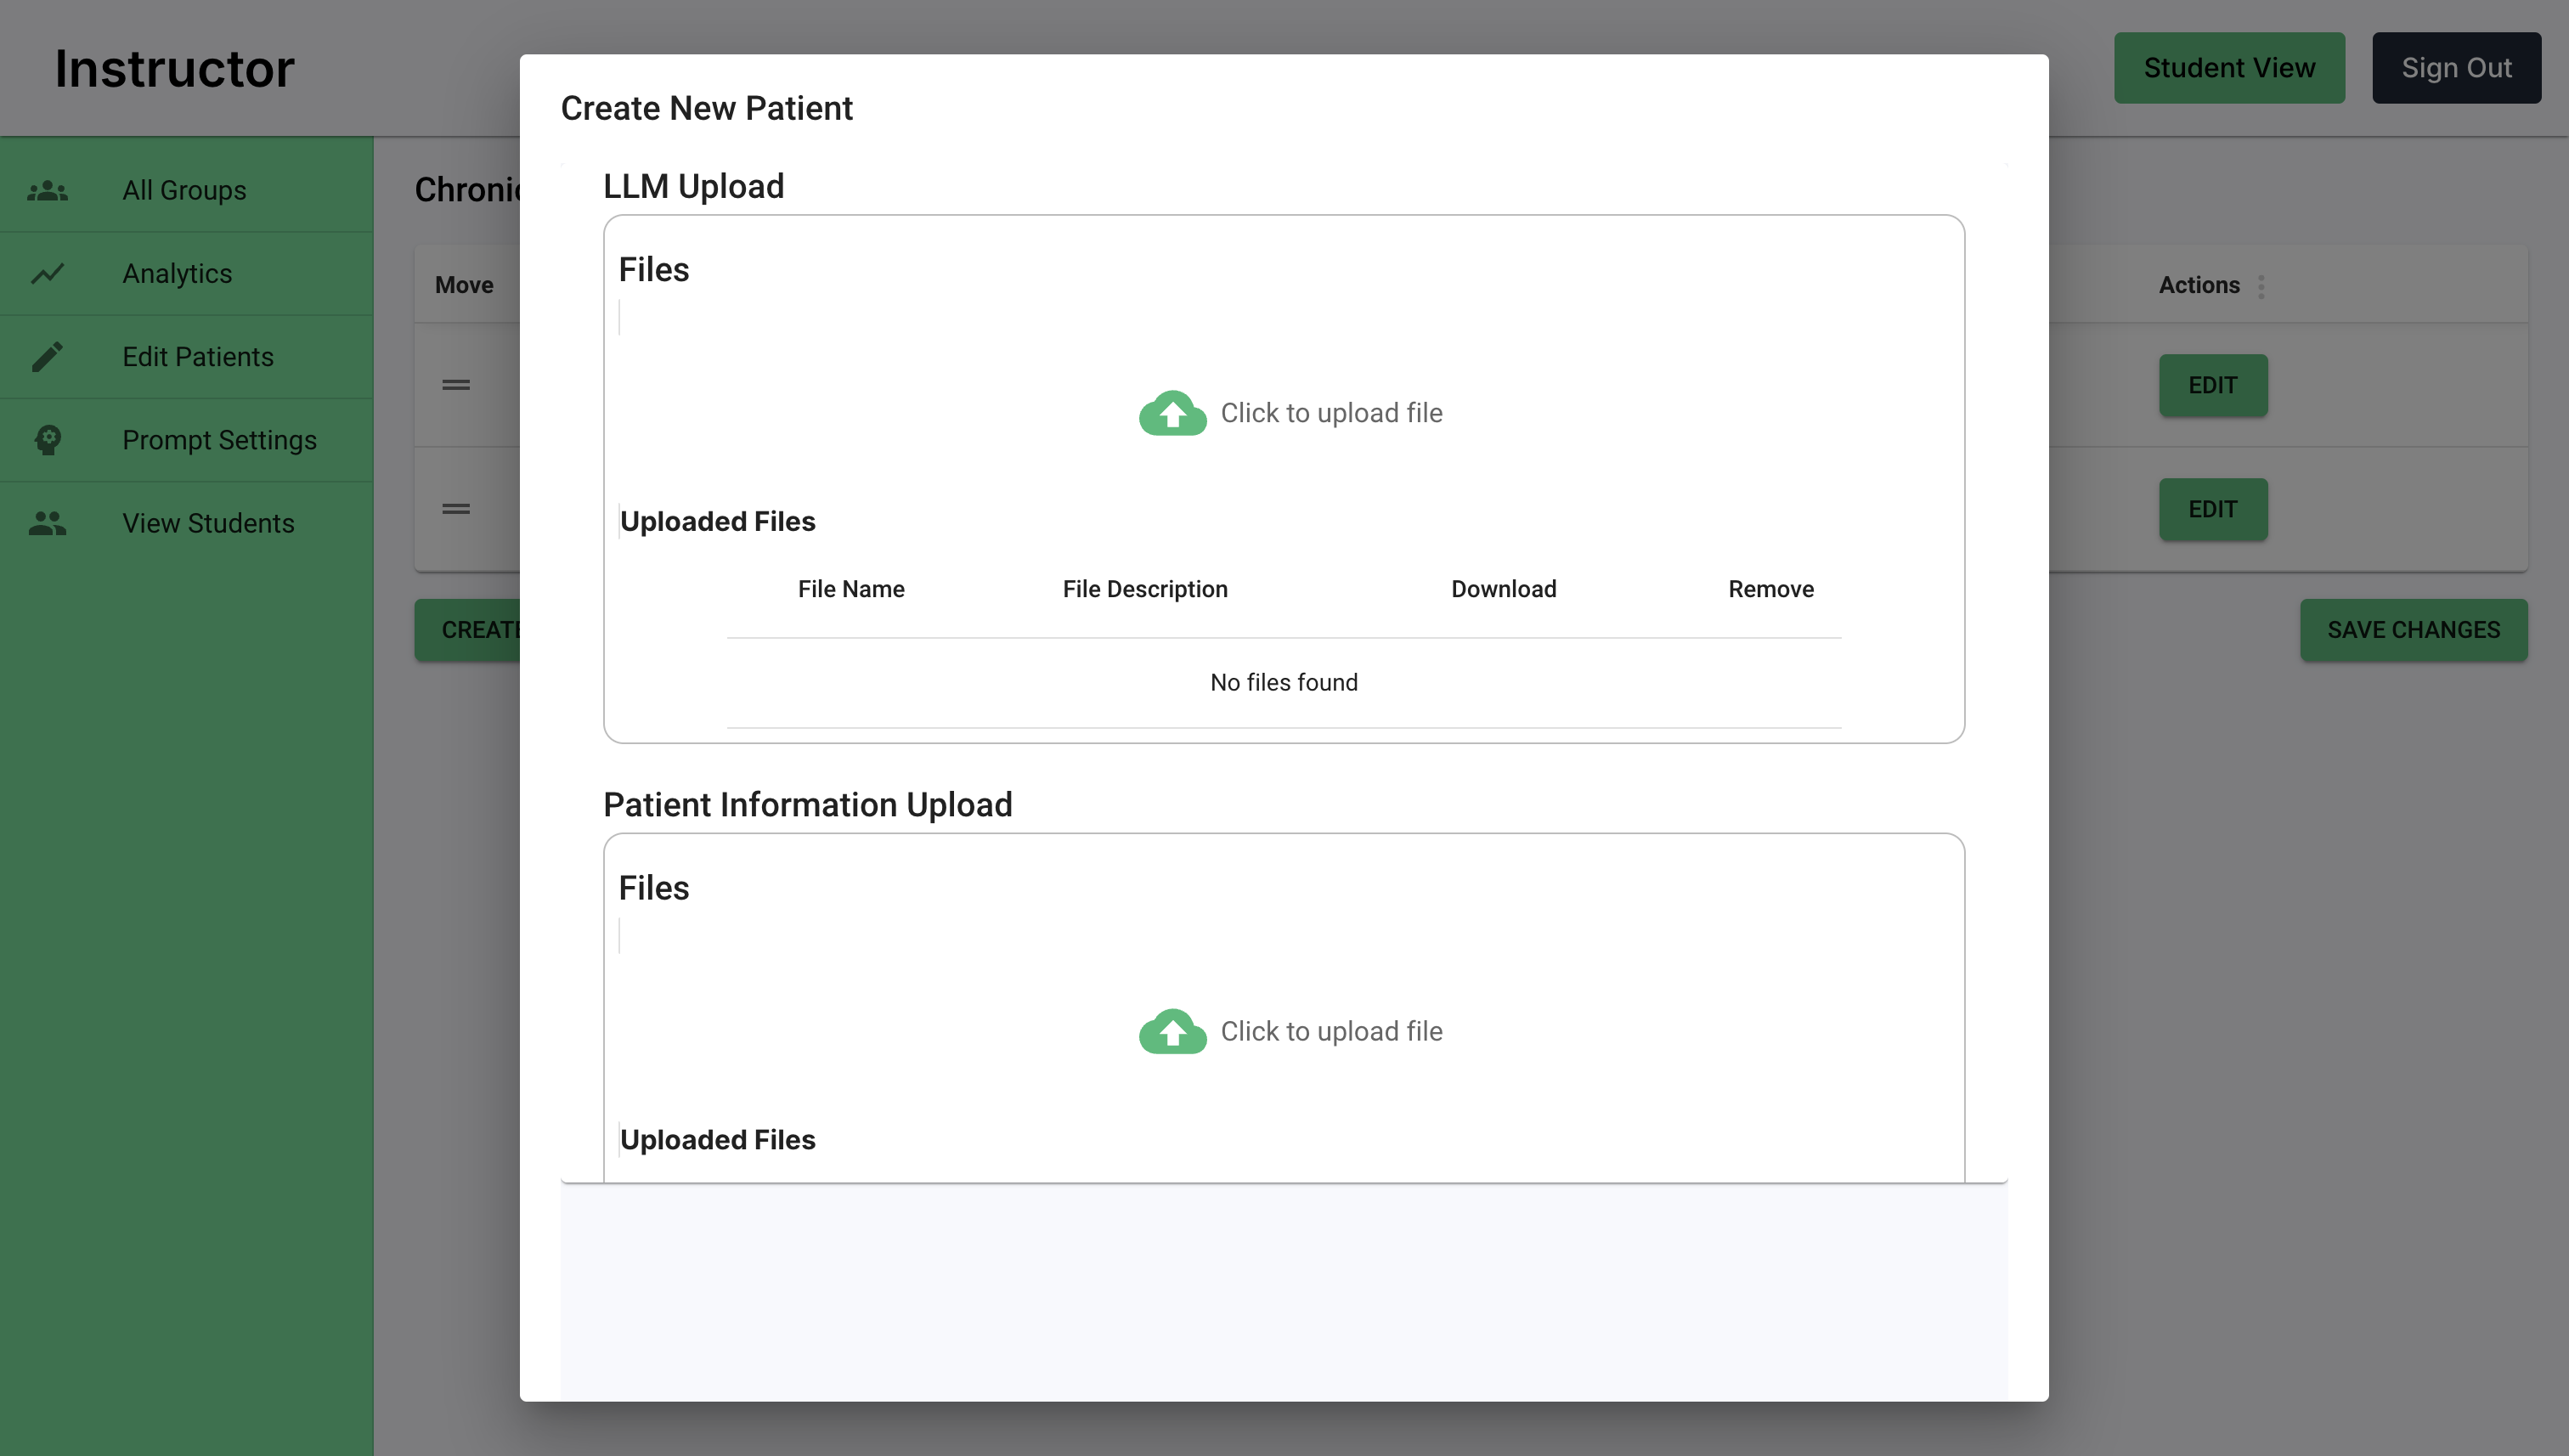 Instructor
Student View
Sign Out
All Groups
Analytics
Edit Patients
Prompt Settings
View Students
Move
Actions
EDIT
EDIT
SAVE CHANGES
Create New Patient
LLM Upload
Files
Click to upload file
Uploaded Files
File Name File Description Download Remove
No files found
Patient Information Upload
Files
Click to upload file
Uploaded Files